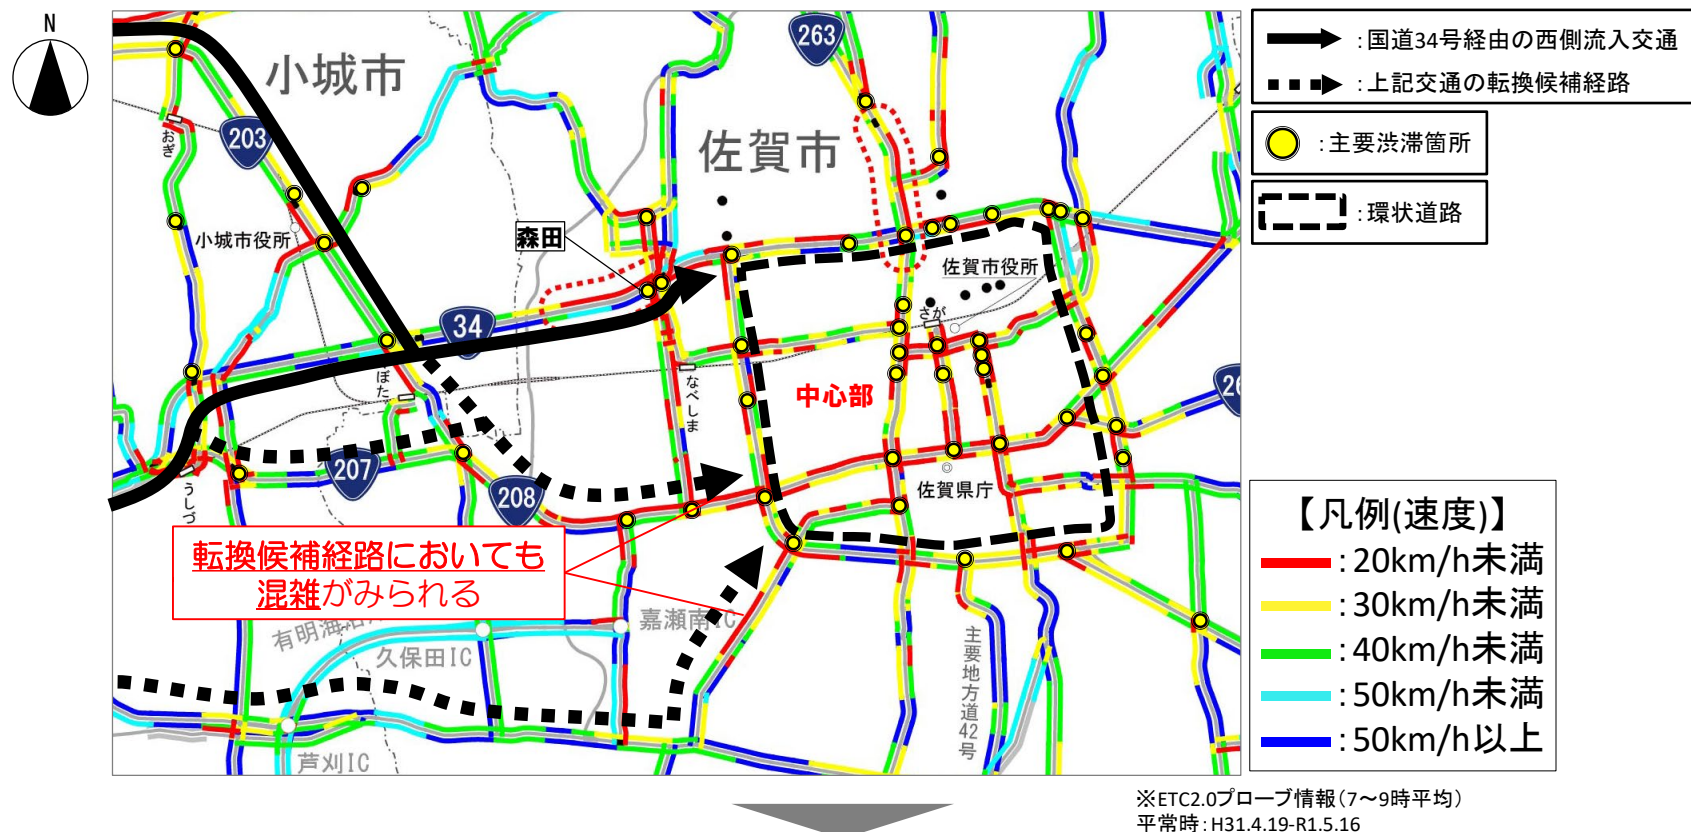 N
小城市
佐賀市
263
203
おぎ
小城市役所
森田
34
佐賀市役所
さが
ぼた
なべしま
中心部
26
207
208
うしづ
佐賀県庁
転換候補経路においても
混雑がみられる
有明海沿
久保田IC
嘉瀬南IC
芦刈IC
主要地方道42号
:国道34号経由の西側流入交通
:上記交通の転換候補経路
:主要渋滞箇所
:環状道路
【凡例(速度)】
:20km/h未満
:30km/h未満
:40km/h未満
:50km/h未満
:50km/h以上
※ETC2.0プローブ情報(7～9時平均)
平常時:H31.4.19-R1.5.16